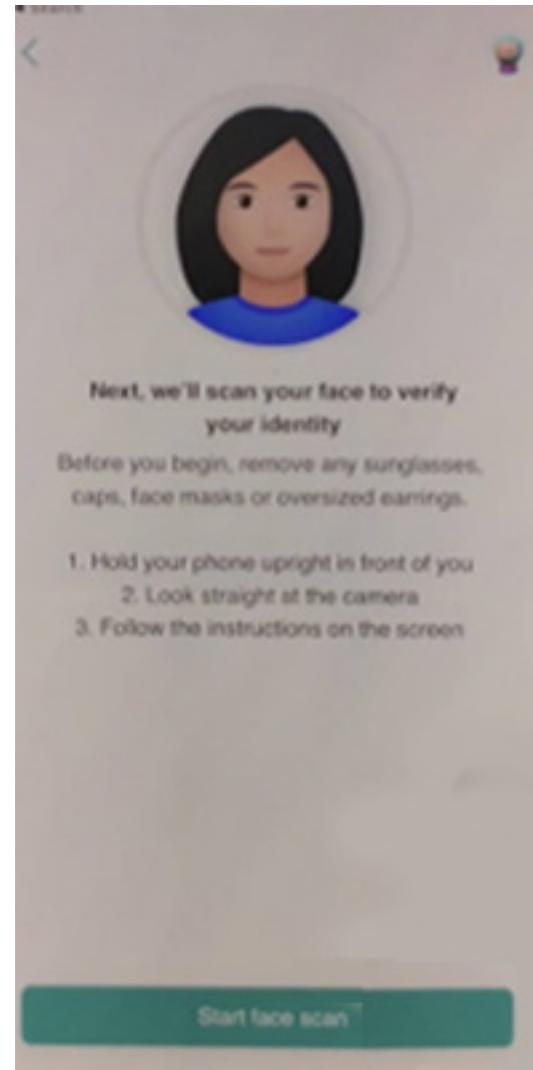 Search
Next, we'll scan your face to verify
your identity
Before you begin, remove any sunglasses,
caps, face masks or oversized earrings.
1. Hold your phone upright in front of you
2. Look straight at the camera
3. Follow the instructions on the screen
Start face scan